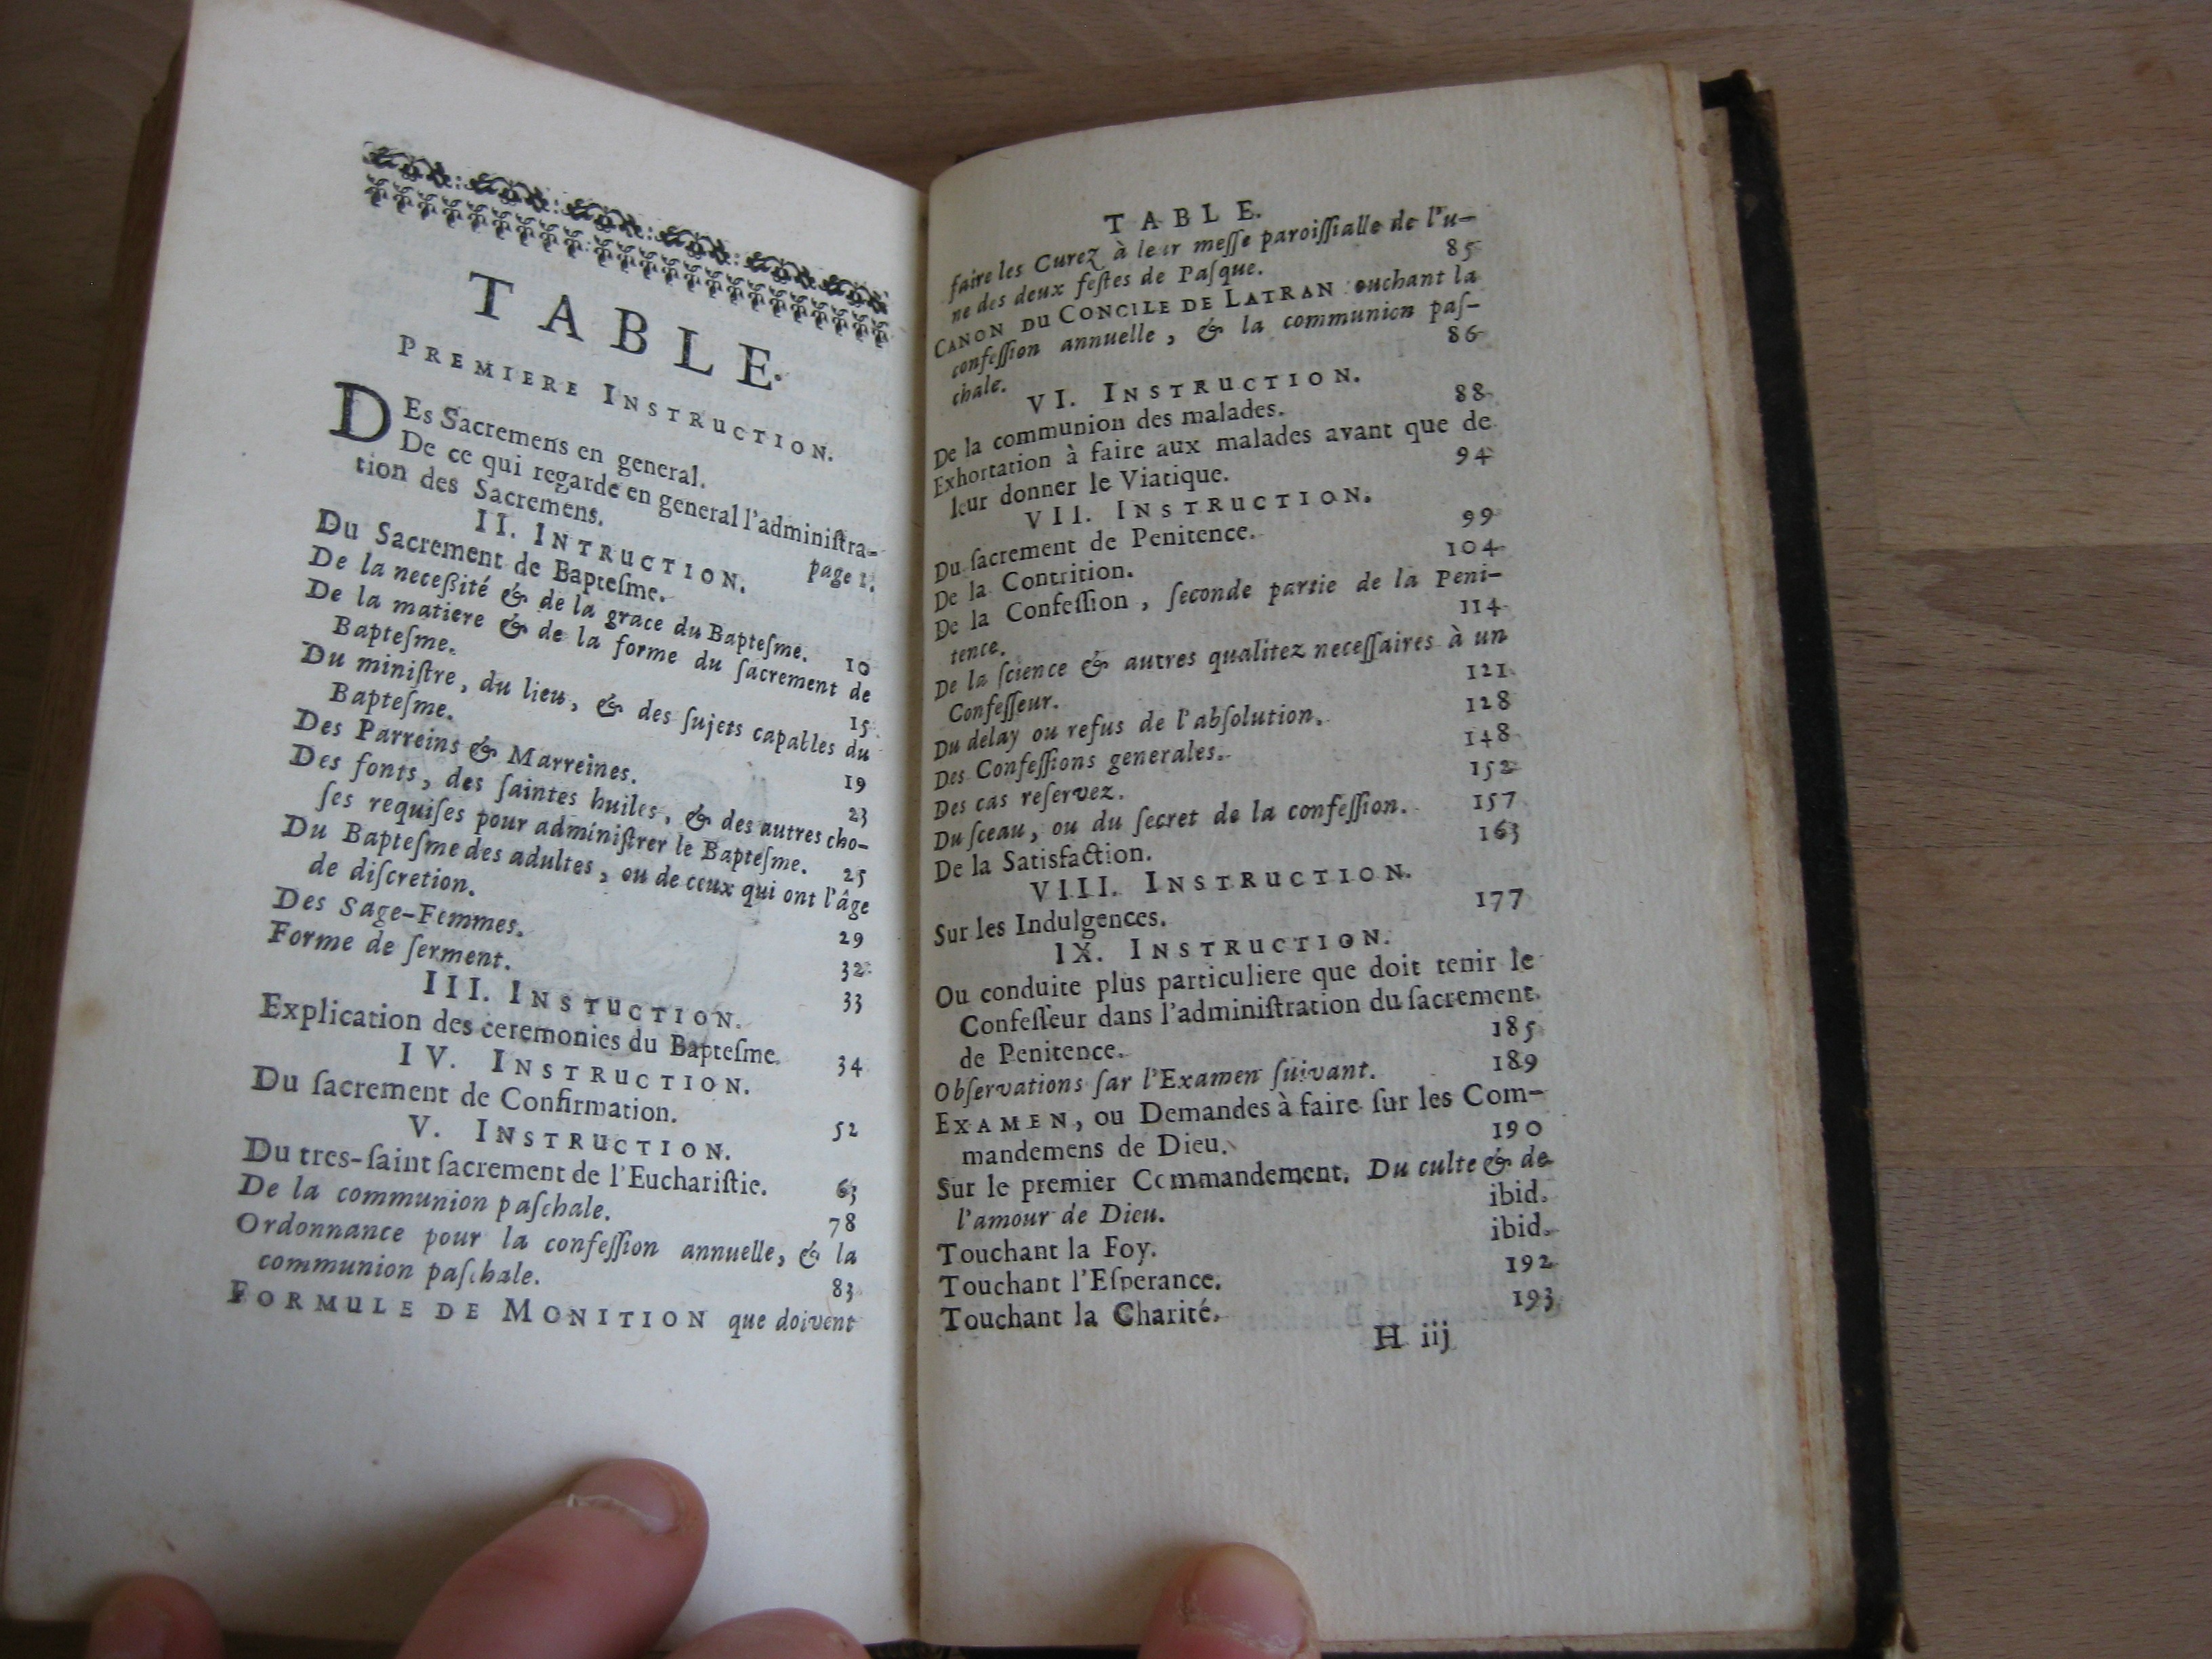 TABLE.
PREMIERE INSTRUCTION.
DEs Sacremens en general.
De ce qui regarde en general l'administra-
tion des Sacremens. page 1.
II. INTRUCTION.
Du Sacrement de Baptesme.
De la neceßité & de la grace du Baptesme. 10
De la matiere & de la forme du sacrement de
Baptesme. 15
Du ministre, du lieu, & des sujets capables du
Baptesme. 19
Des Parreins & Marreines. 23
Des fonts, des saintes huiles, & des autres cho-
ses requises pour administrer le Baptesme. 25
Du Baptesme des adultes, ou de ceux qui ont l'âge
de discretion. 29
Des Sage-Femmes. 32
Forme de serment. 33
III. INSTUCTION.
Explication des ceremonies du Baptesme. 34
IV. INSTRUCTION.
Du sacrement de Confirmation. 52
V. INSTRUCTION.
Du tres-saint sacrement de l'Eucharistie. 63
De la communion paschale. 78
Ordonnance pour la confession annuelle, & la
communion paschale. 83
FORMULE DE MONITION que doivent
TABLE.
faire les Curez à leur messe paroissialle de l'u-
ne des deux festes de Pasque. 85
CANON DU CONCILE DE LATRAN ouchant la
confession annuelle, & la communion pas-
chale. 86
VI. INSTRUCTION.
De la communion des malades. 88
Exhortation à faire aux malades avant que de
leur donner le Viatique. 94
VII. INSTRUCTION.
Du sacrement de Penitence. 99
De la Contrition. 104
De la Confession, seconde partie de la Peni-
tence. 114
De la science & autres qualitez necessaires à un
Confesseur. 121
Du delay ou refus de l'absolution. 128
Des Confessions generales. 148
Des cas reservez. 152
Du sceau, ou du secret de la confession. 157
De la Satisfaction. 163
VIII. INSTRUCTION.
Sur les Indulgences. 177
IX. INSTRUCTION.
Ou conduite plus particuliere que doit tenir le
Confesseur dans l'administration du sacrement
de Penitence. 185
Observations sar l'Examen suivant. 189
EXAMEN, ou Demandes à faire sur les Com-
mandemens de Dieu. 190
Sur le premier Commandement. Du culte & de
l'amour de Dieu. ibid.
Touchant la Foy. ibid.
Touchant l'Esperance. 192
Touchant la Charité. 193
H iij